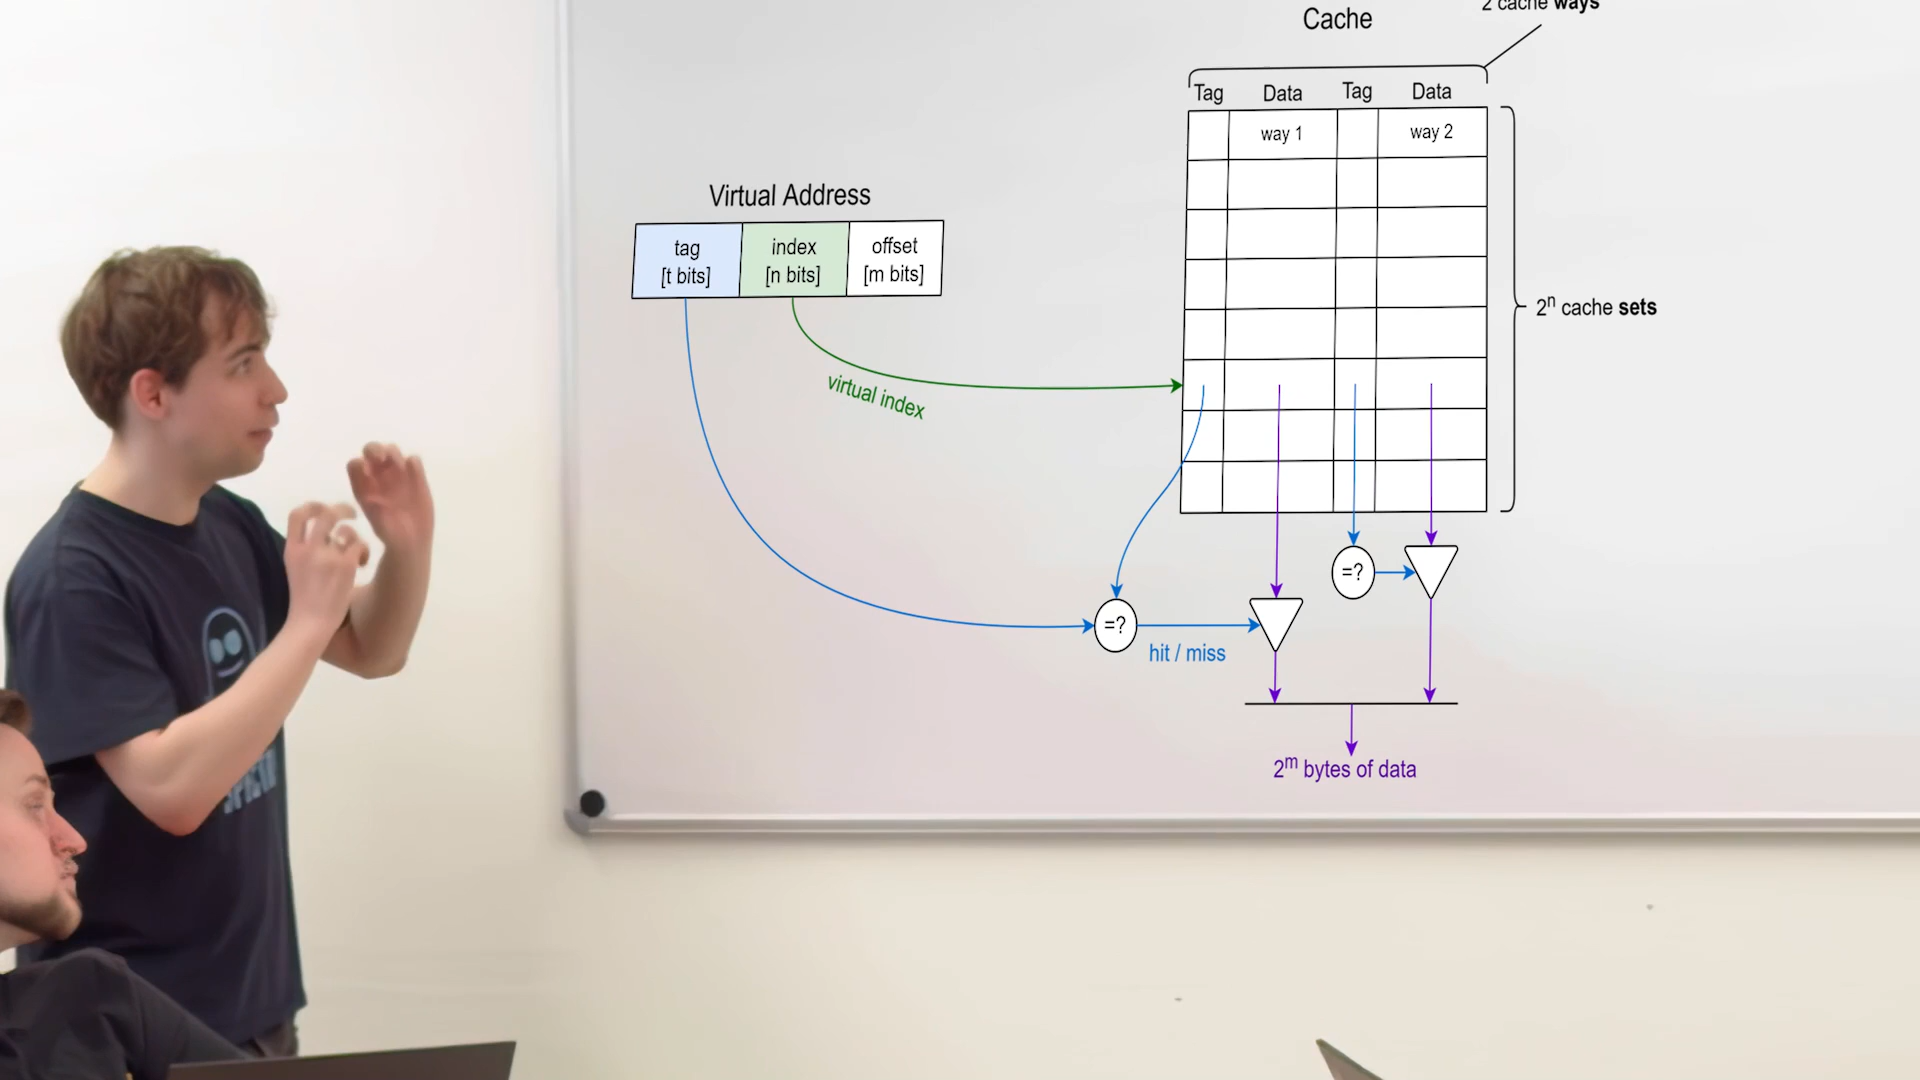 2 cache ways
Cache
Tag Data Tag Data
way 1 way 2
Virtual Address
tag
[t bits]
index
[n bits]
offset
[m bits]
2ⁿ cache sets
virtual index
=?
=?
hit / miss
2ᵐ bytes of data